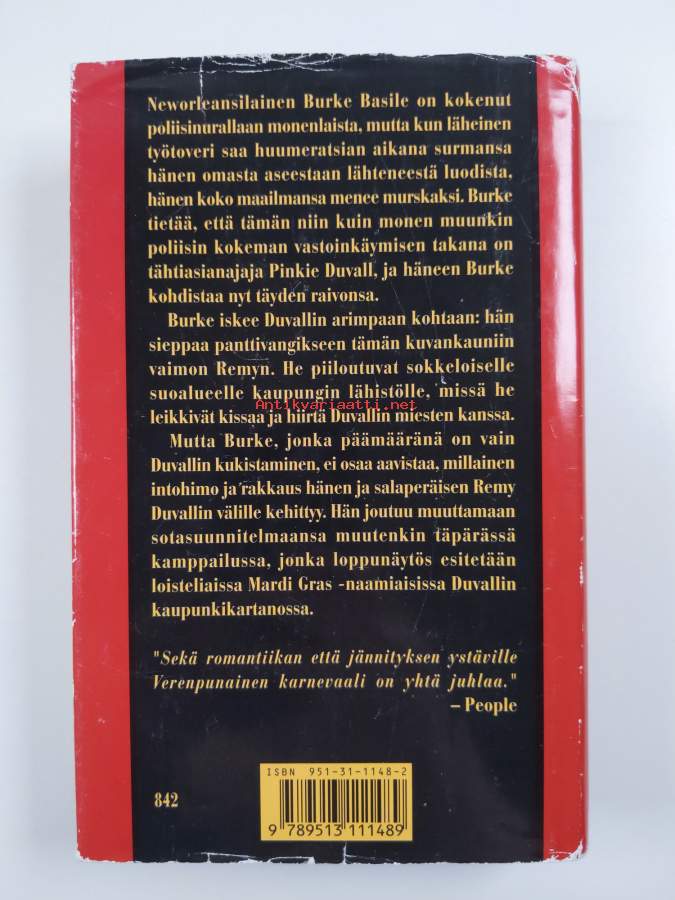 Neworleansilainen Burke Basile on kokenut
poliisinurallaan monenlaista, mutta kun läheinen
työtoveri saa huumeratsian aikana surmansa
hänen omasta aseestaan lähteneestä luodista,
hänen koko maailmansa menee murskaksi. Burke
tietää, että tämän niin kuin monen muunkin
poliisin kokeman vastoinkäymisen takana on
tähtiasianajaja Pinkie Duvall, ja häneen Burke
kohdistaa nyt täyden raivonsa.
Burke iskee Duvallin arimpaan kohtaan: hän
sieppaa panttivangikseen tämän kuvankauniin
vaimon Remyn. He piiloutuvat sokkeloiselle
suoalueelle kaupungin lähistölle, missä he
Antikvariaatti.net
leikkivät kissaa ja hiirtä Duvallin miesten kanssa.
Mutta Burke, jonka päämääränä on vain
Duvallin kukistaminen, ei osaa aavistaa, millainen
intohimo ja rakkaus hänen ja salaperäisen Remy
Duvallin välille kehittyy. Hän joutuu muuttamaan
sotasuunnitelmaansa muutenkin täpärässä
kamppailussa, jonka loppunäytös esitetään
loisteliaissa Mardi Gras -naamiaisissa Duvallin
kaupunkikartanossa.
"Sekä romantiikan että jännityksen ystäville
Verenpunainen karnevaali on yhtä juhlaa."
– People
ISBN 951-31-1148-2
842
9 789513 111489